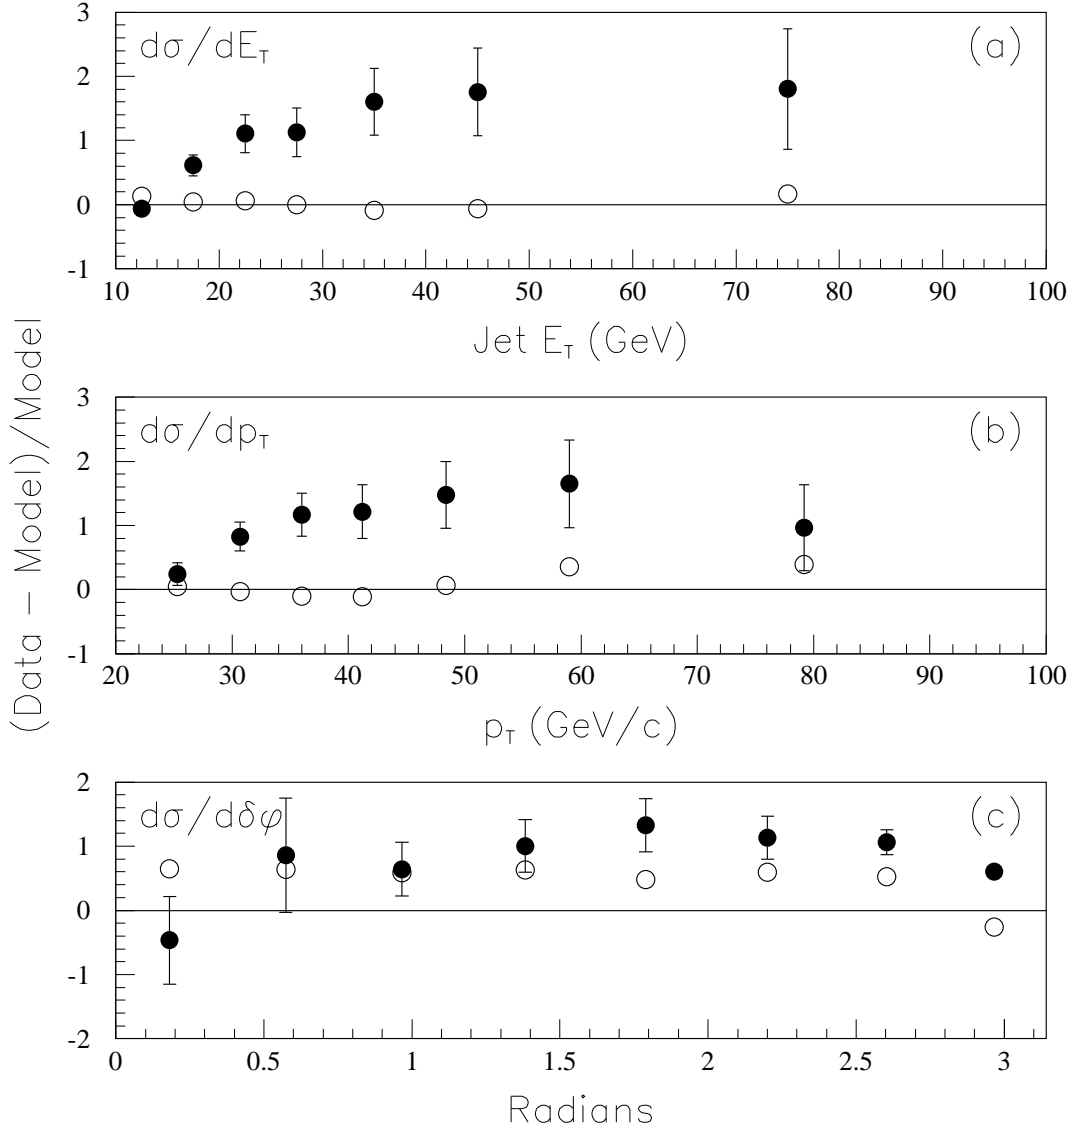 (Data − Model)/Model
dσ/dE_T (a)
3
2
1
0
-1
10 20 30 40 50 60 70 80 90 100
Jet E_T (GeV)
dσ/dp_T (b)
3
2
1
0
-1
20 30 40 50 60 70 80 90 100
p_T (GeV/c)
dσ/dδφ (c)
2
1
0
-1
-2
0 0.5 1 1.5 2 2.5 3
Radians